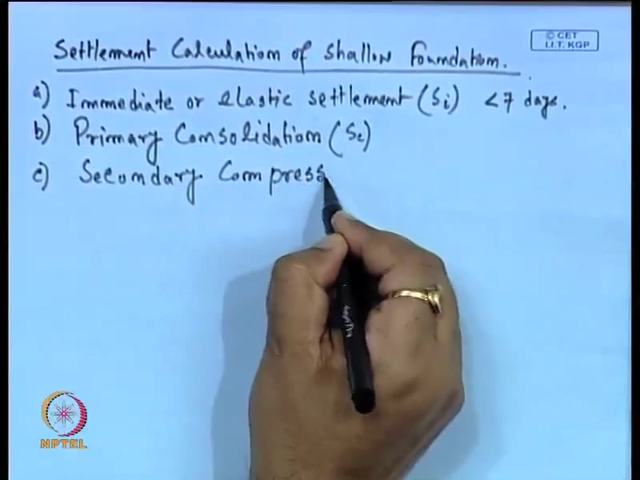 © CET
I.I.T. KGP
Settlement Calculation of Shallow Foundation.
a) Immediate or elastic settlement (Si) <7 days.
b) Primary Consolidation (Sc)
c) Secondary Compress
NPTEL